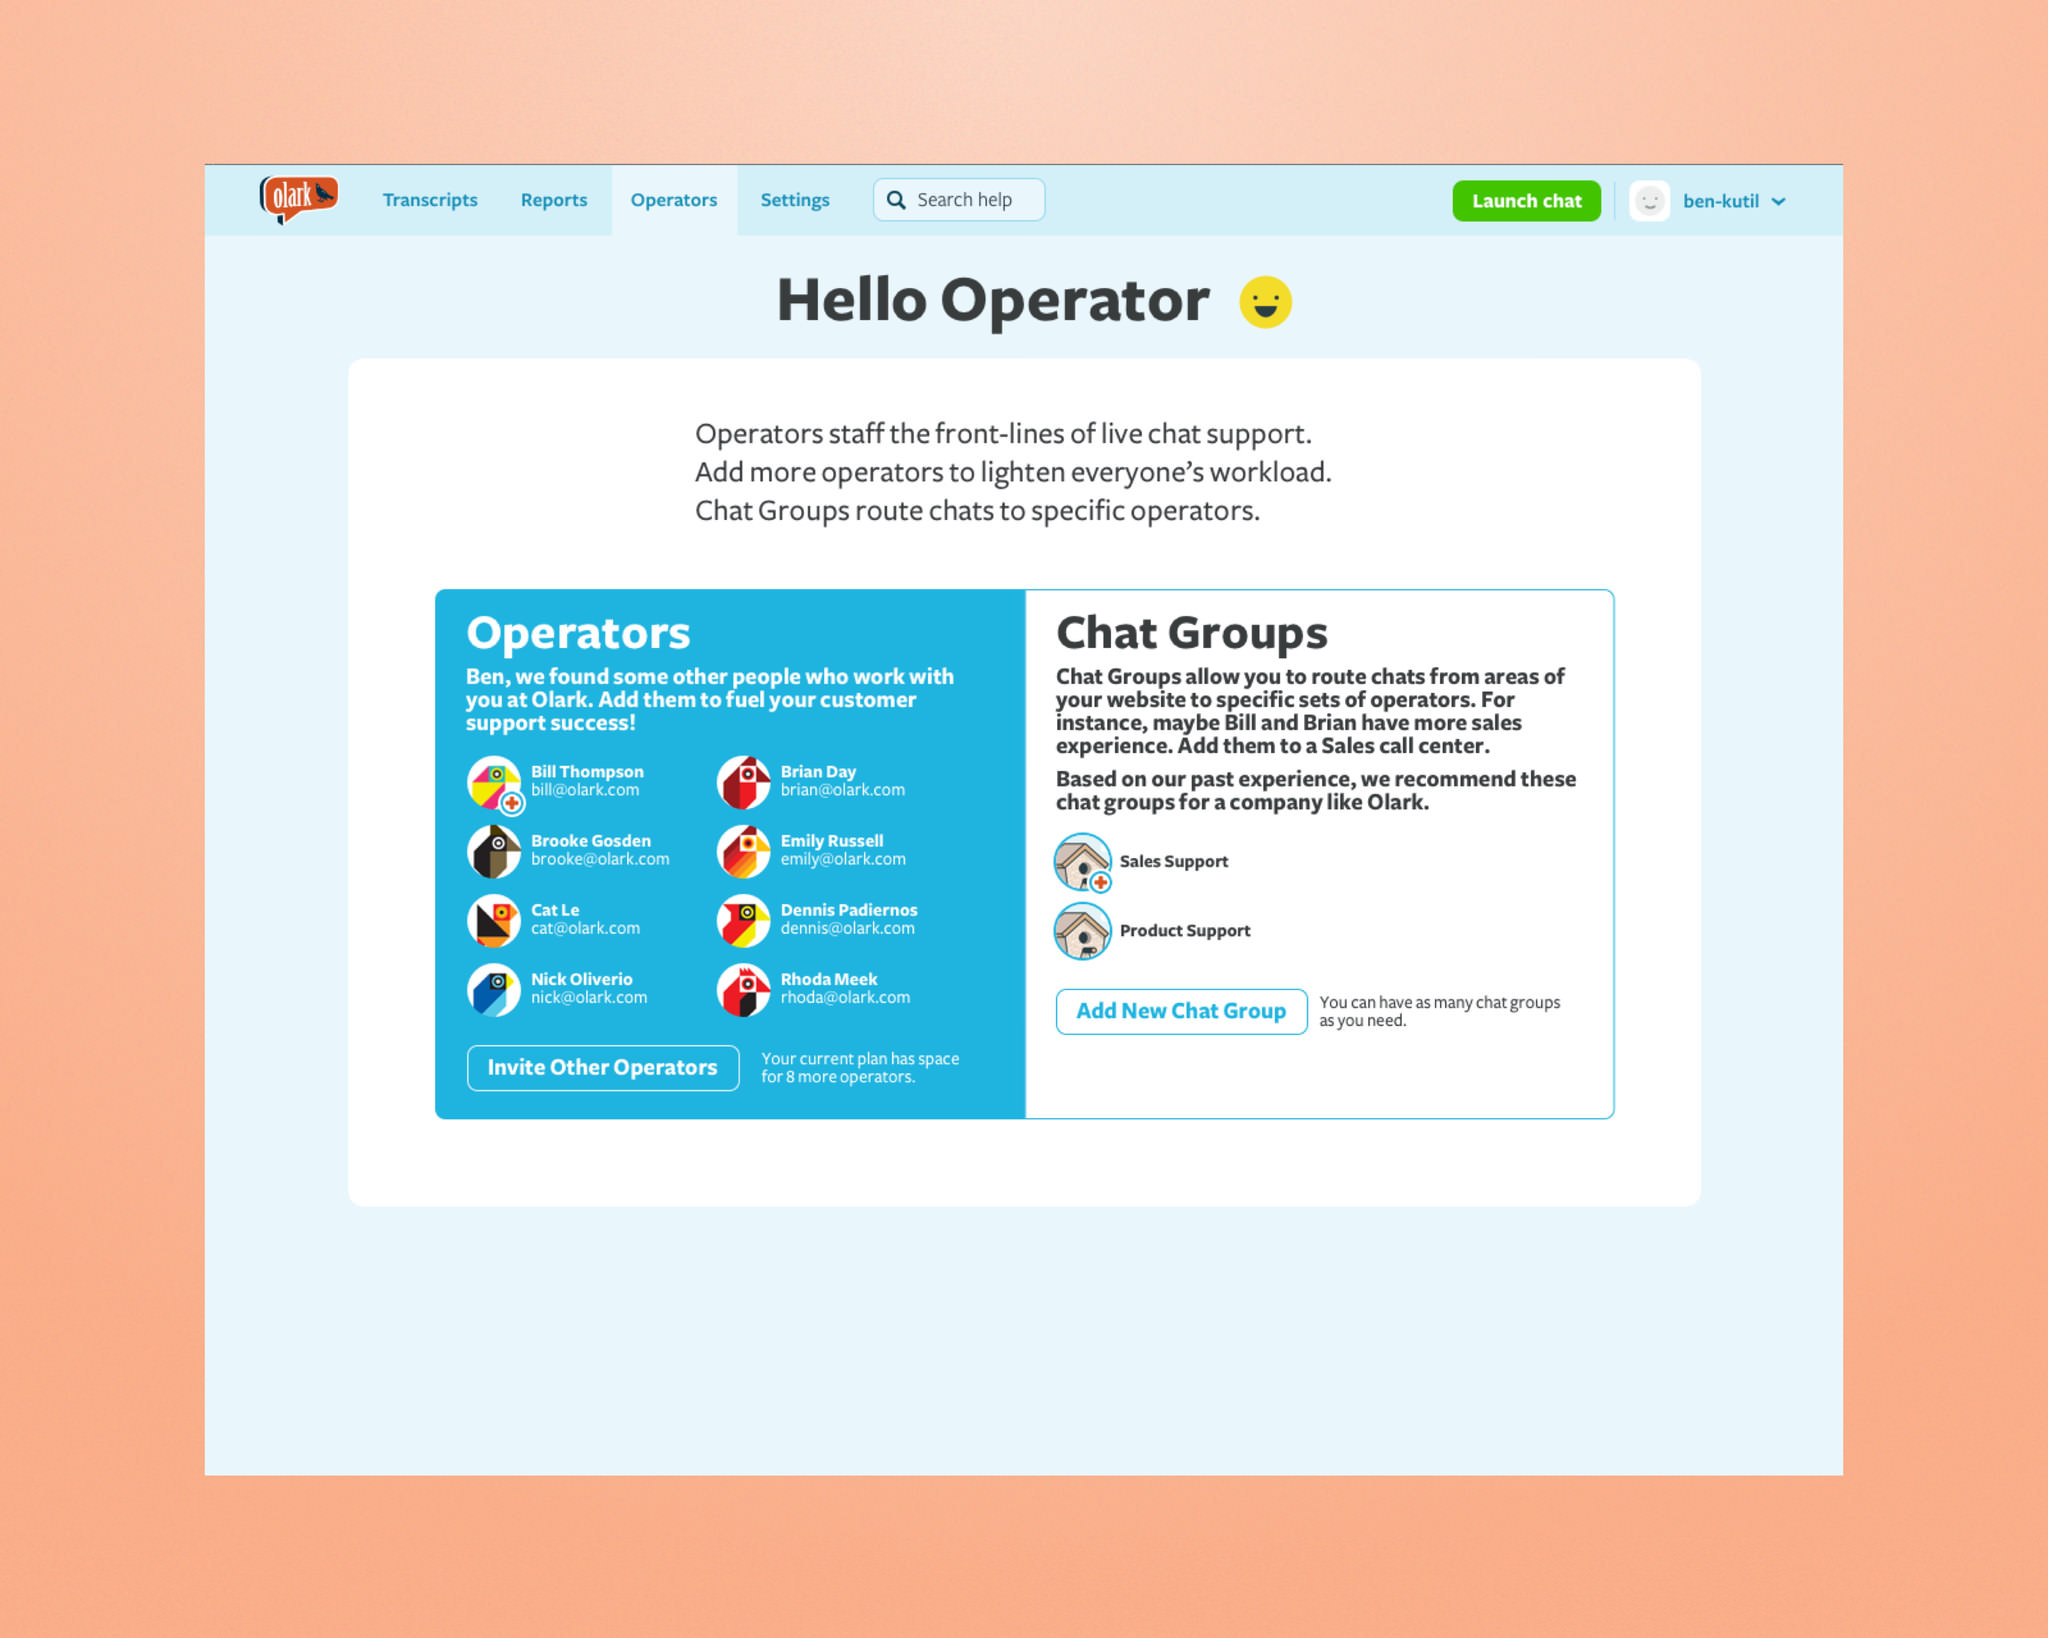 olark
Transcripts
Reports
Operators
Settings
Search help
Launch chat
ben-kutil
Hello Operator
Operators staff the front-lines of live chat support.
Add more operators to lighten everyone’s workload.
Chat Groups route chats to specific operators.
Operators
Ben, we found some other people who work with
you at Olark. Add them to fuel your customer
support success!
Bill Thompson
bill@olark.com
Brian Day
brian@olark.com
Brooke Gosden
brooke@olark.com
Emily Russell
emily@olark.com
Cat Le
cat@olark.com
Dennis Padiernos
dennis@olark.com
Nick Oliverio
nick@olark.com
Rhoda Meek
rhoda@olark.com
Invite Other Operators
Your current plan has space
for 8 more operators.
Chat Groups
Chat Groups allow you to route chats from areas of
your website to specific sets of operators. For
instance, maybe Bill and Brian have more sales
experience. Add them to a Sales call center.
Based on our past experience, we recommend these
chat groups for a company like Olark.
Sales Support
Product Support
Add New Chat Group
You can have as many chat groups
as you need.